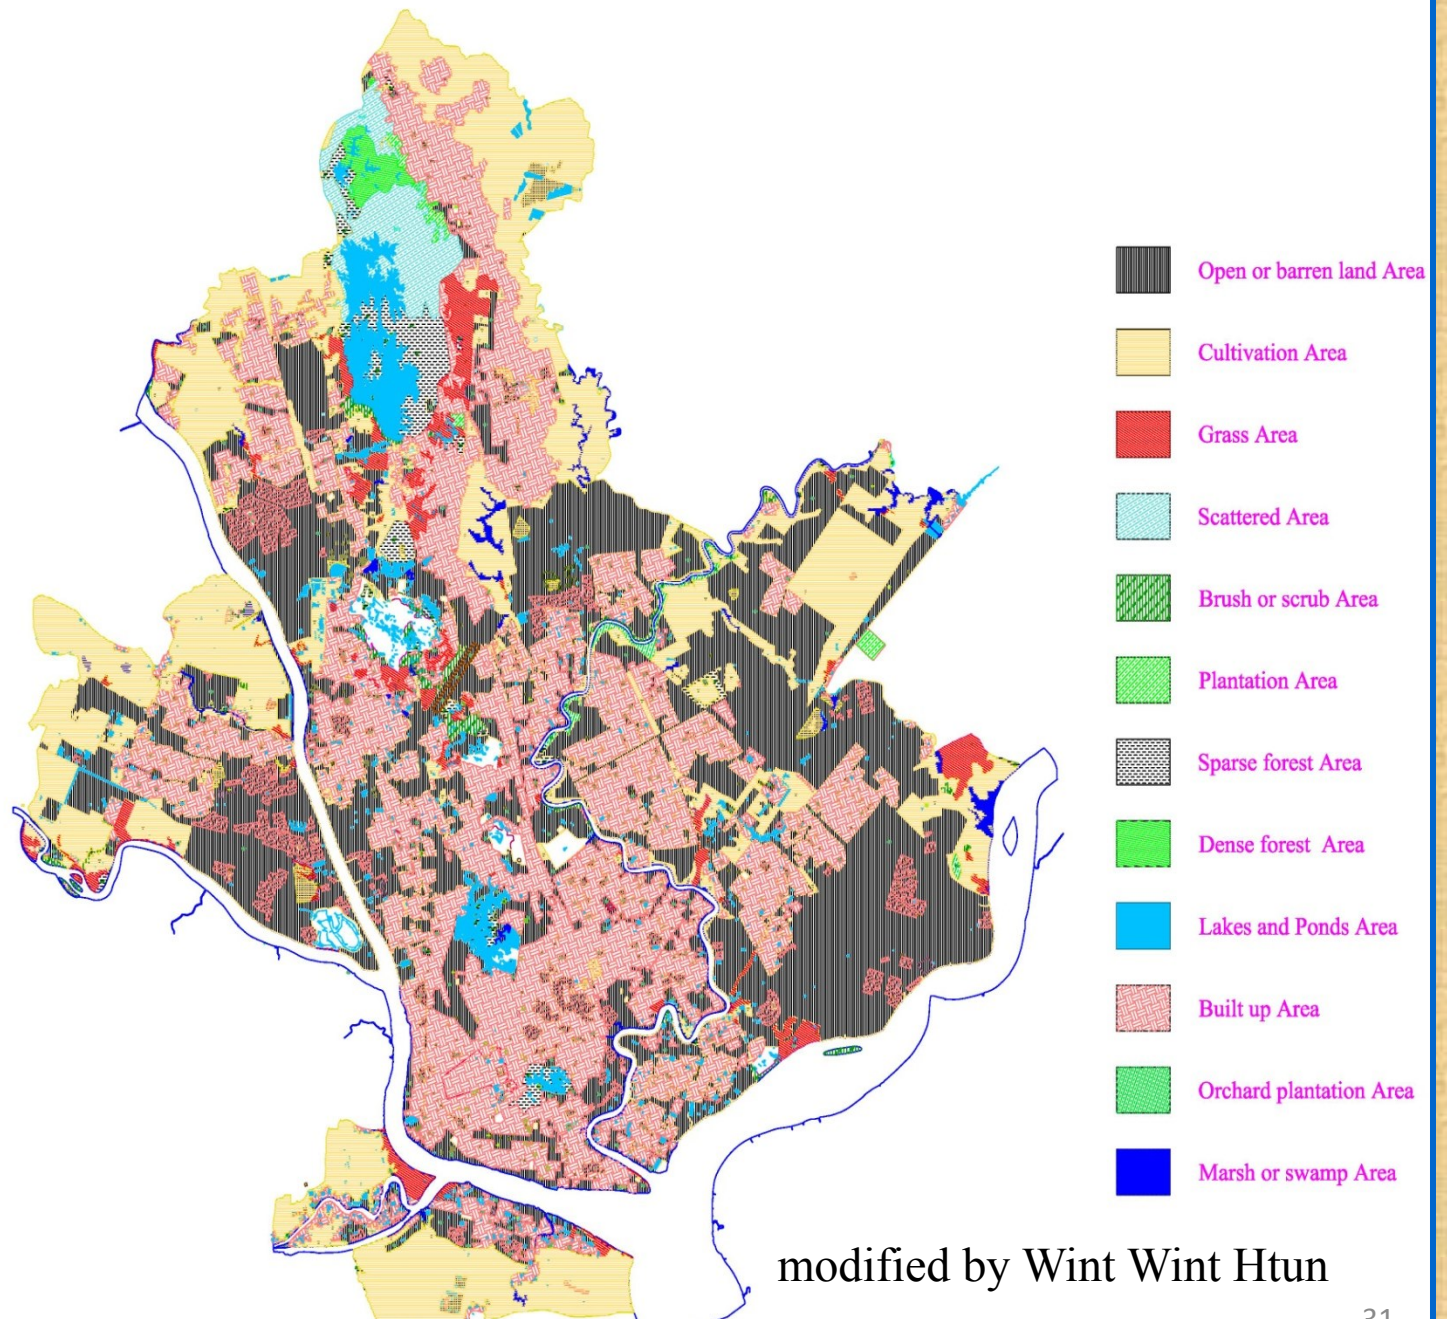 Open or barren land Area
Cultivation Area
Grass Area
Scattered Area
Brush or scrub Area
Plantation Area
Sparse forest Area
Dense forest Area
Lakes and Ponds Area
Built up Area
Orchard plantation Area
Marsh or swamp Area
modified by Wint Wint Htun
31